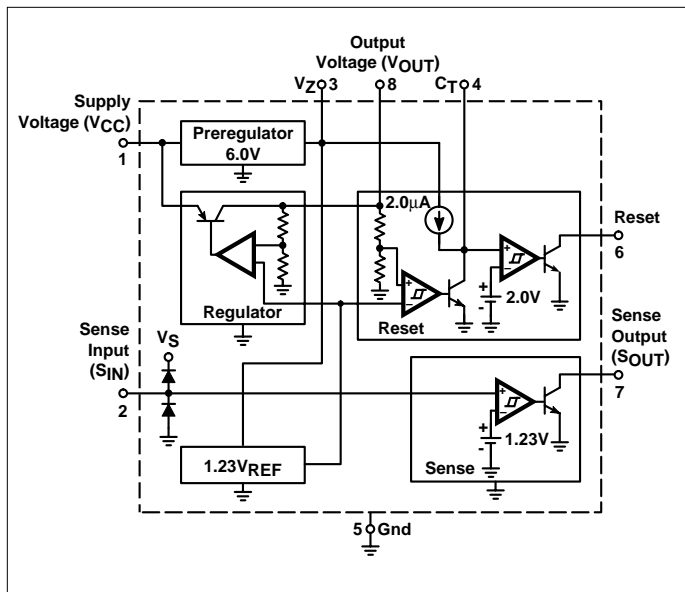 Output
Voltage (VOUT)
VZ 3
8
CT 4
Supply
Voltage (VCC)
1
Preregulator
6.0V
2.0µA
+
-
+
-
2.0V
Reset
6
+
-
Reset
Regulator
Sense
Input
(SIN)
2
VS
Sense
Output
(SOUT)
7
+
-
+
-
1.23V
Sense
1.23VREF
5 Gnd